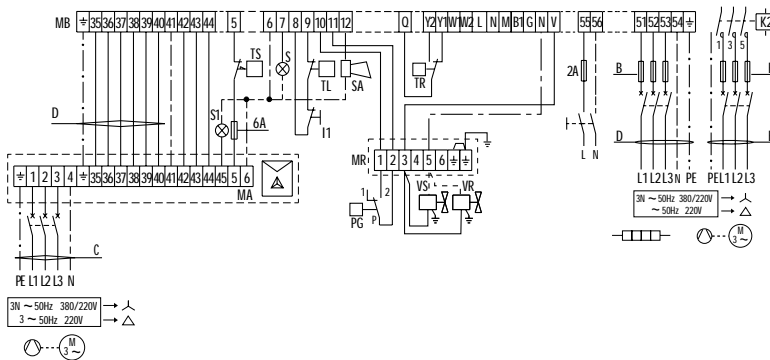 MB 35 36 37 38 39 40 41 42 43 44 5 6 7 8 9 10 11 12 Q Y2 Y1 W1 W2 L N M B1 G N V 55 56 51 52 53 54
K2
1 3 5
TS S TL SA TR 2A B
D S1 6A I1 D
L N L1 L2 L3 N PE PE L1 L2 L3
MR 1 2 3 4 5 6
1 2 3 4 35 36 37 38 39 40 41 42 43 44 45 5 6
MA
1 2 VS VR
PG P
3N ~ 50Hz 380/220V
~ 50Hz 220V
M
3 ~
C
PE L1 L2 L3 N
3N ~ 50Hz 380/220V
3 ~ 50Hz 220V
M
3 ~